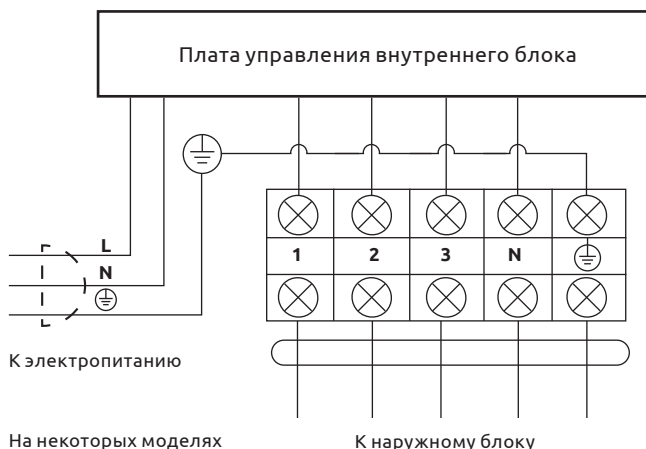 Плата управления внутреннего блока
L
N
1 2 3 N
К электропитанию
На некоторых моделях
К наружному блоку